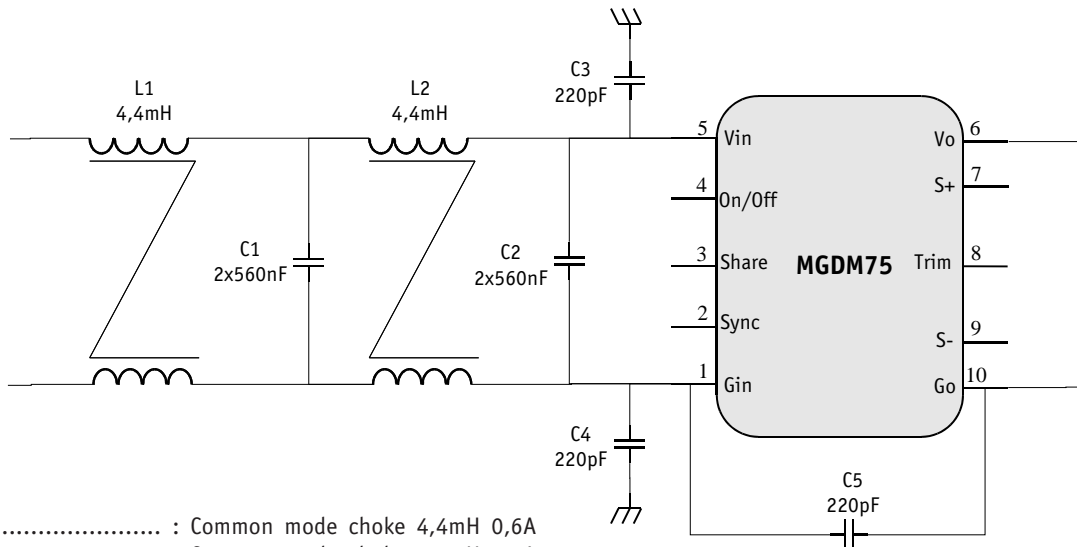 C3
220pF
L1
4,4mH
L2
4,4mH
5 Vin
Vo 6
S+ 7
4 On/Off
C1
2x560nF
C2
2x560nF
3 Share
MGDM75
Trim 8
2 Sync
S- 9
1 Gin
Go 10
C4
220pF
C5
220pF
..................... : Common mode choke 4,4mH 0,6A